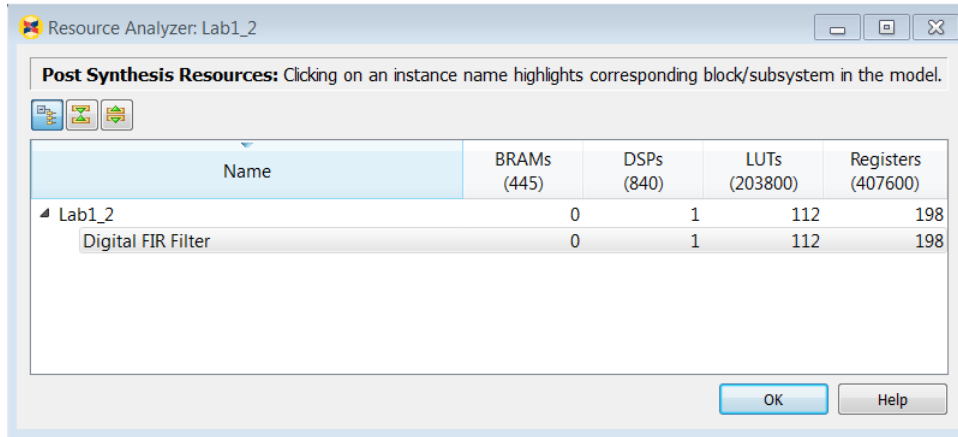 Resource Analyzer: Lab1_2
Post Synthesis Resources: Clicking on an instance name highlights corresponding block/subsystem in the model.
Name BRAMs (445) DSPs (840) LUTs (203800) Registers (407600)
Lab1_2 0 1 112 198
Digital FIR Filter 0 1 112 198
OK Help